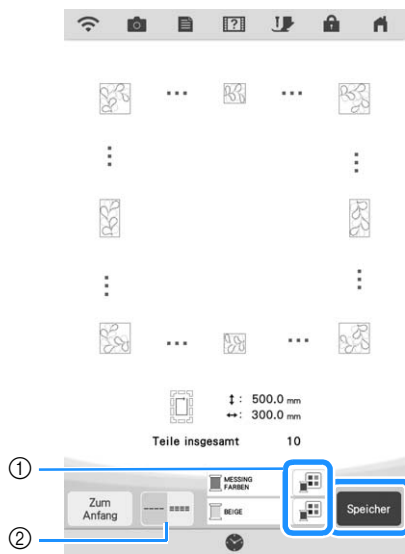 500.0 mm
300.0 mm
Teile insgesamt 10
①
MESSING
FARBEN
Zum
Anfang
BEIGE
Speicher
②